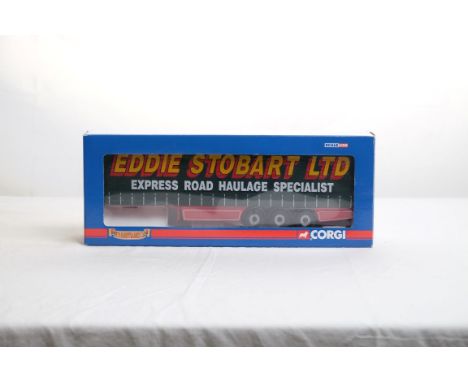 EDDIE STOBART LTD
EXPRESS ROAD HAULAGE SPECIALIST
CORGI